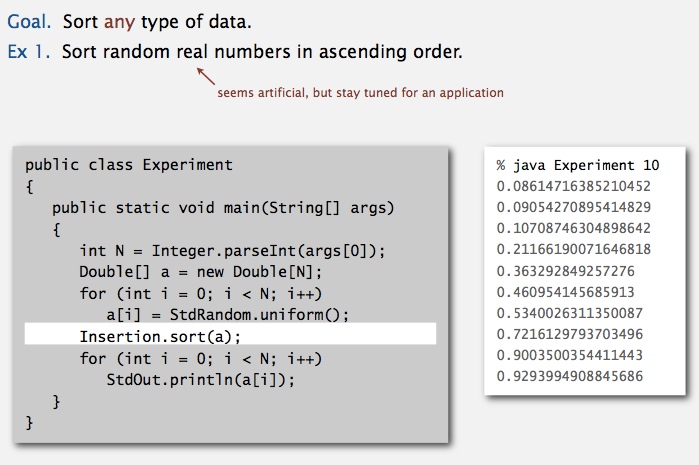 Goal. Sort any type of data.
Ex 1. Sort random real numbers in ascending order.
seems artificial, but stay tuned for an application
public class Experiment
{
public static void main(String[] args)
{
int N = Integer.parseInt(args[0]);
Double[] a = new Double[N];
for (int i = 0; i < N; i++)
a[i] = StdRandom.uniform();
Insertion.sort(a);
for (int i = 0; i < N; i++)
StdOut.println(a[i]);
}
}
% java Experiment 10
0.08614716385210452
0.09054270895414829
0.10708746304898642
0.21166190071646818
0.363292849257276
0.460954145685913
0.5340026311350087
0.7216129793703496
0.9003500354411443
0.9293994908845686